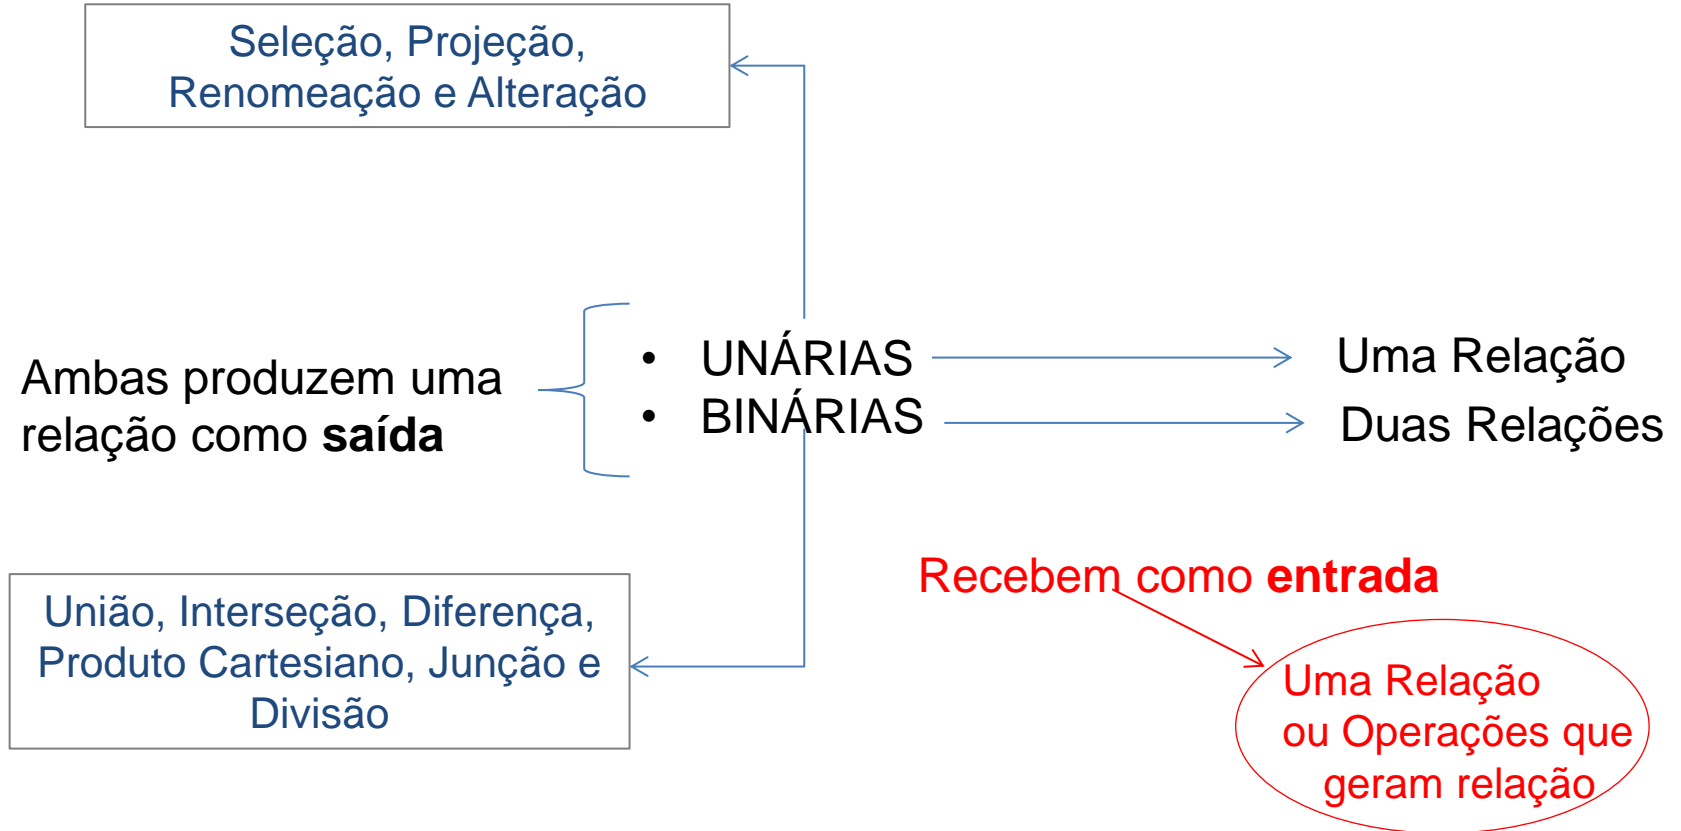 Seleção, Projeção,
Renomeação e Alteração
Ambas produzem uma
relação como saída
• UNÁRIAS
• BINÁRIAS
Uma Relação
Duas Relações
União, Interseção, Diferença,
Produto Cartesiano, Junção e
Divisão
Recebem como entrada
Uma Relação
ou Operações que
geram relação